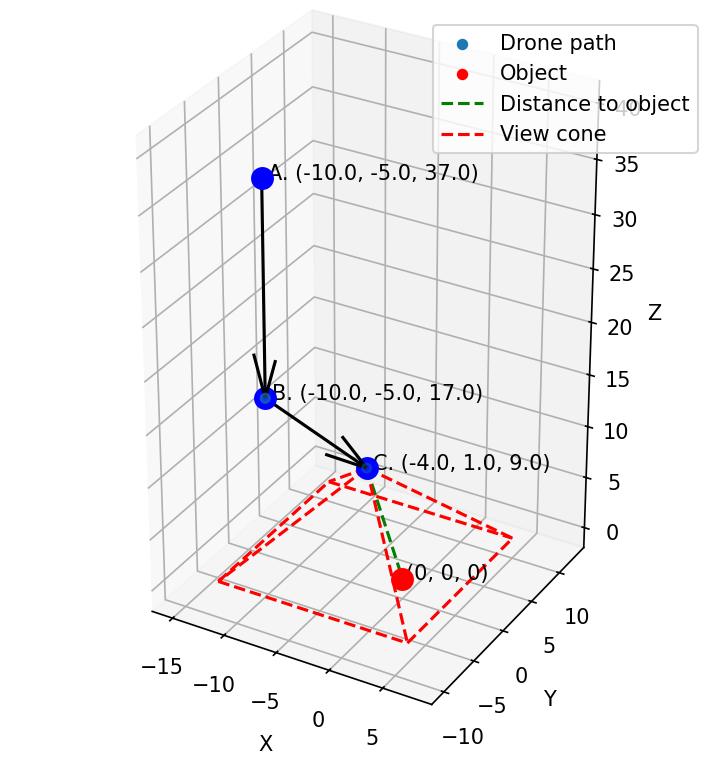 Drone path
Object
Distance to object
View cone
A. (-10.0, -5.0, 37.0)
B. (-10.0, -5.0, 17.0)
C. (-4.0, 1.0, 9.0)
(0, 0, 0)
40
35
30
25
20
15
10
5
0
Z
−15
−10
−5
0
5
X
−10
−5
0
5
10
Y